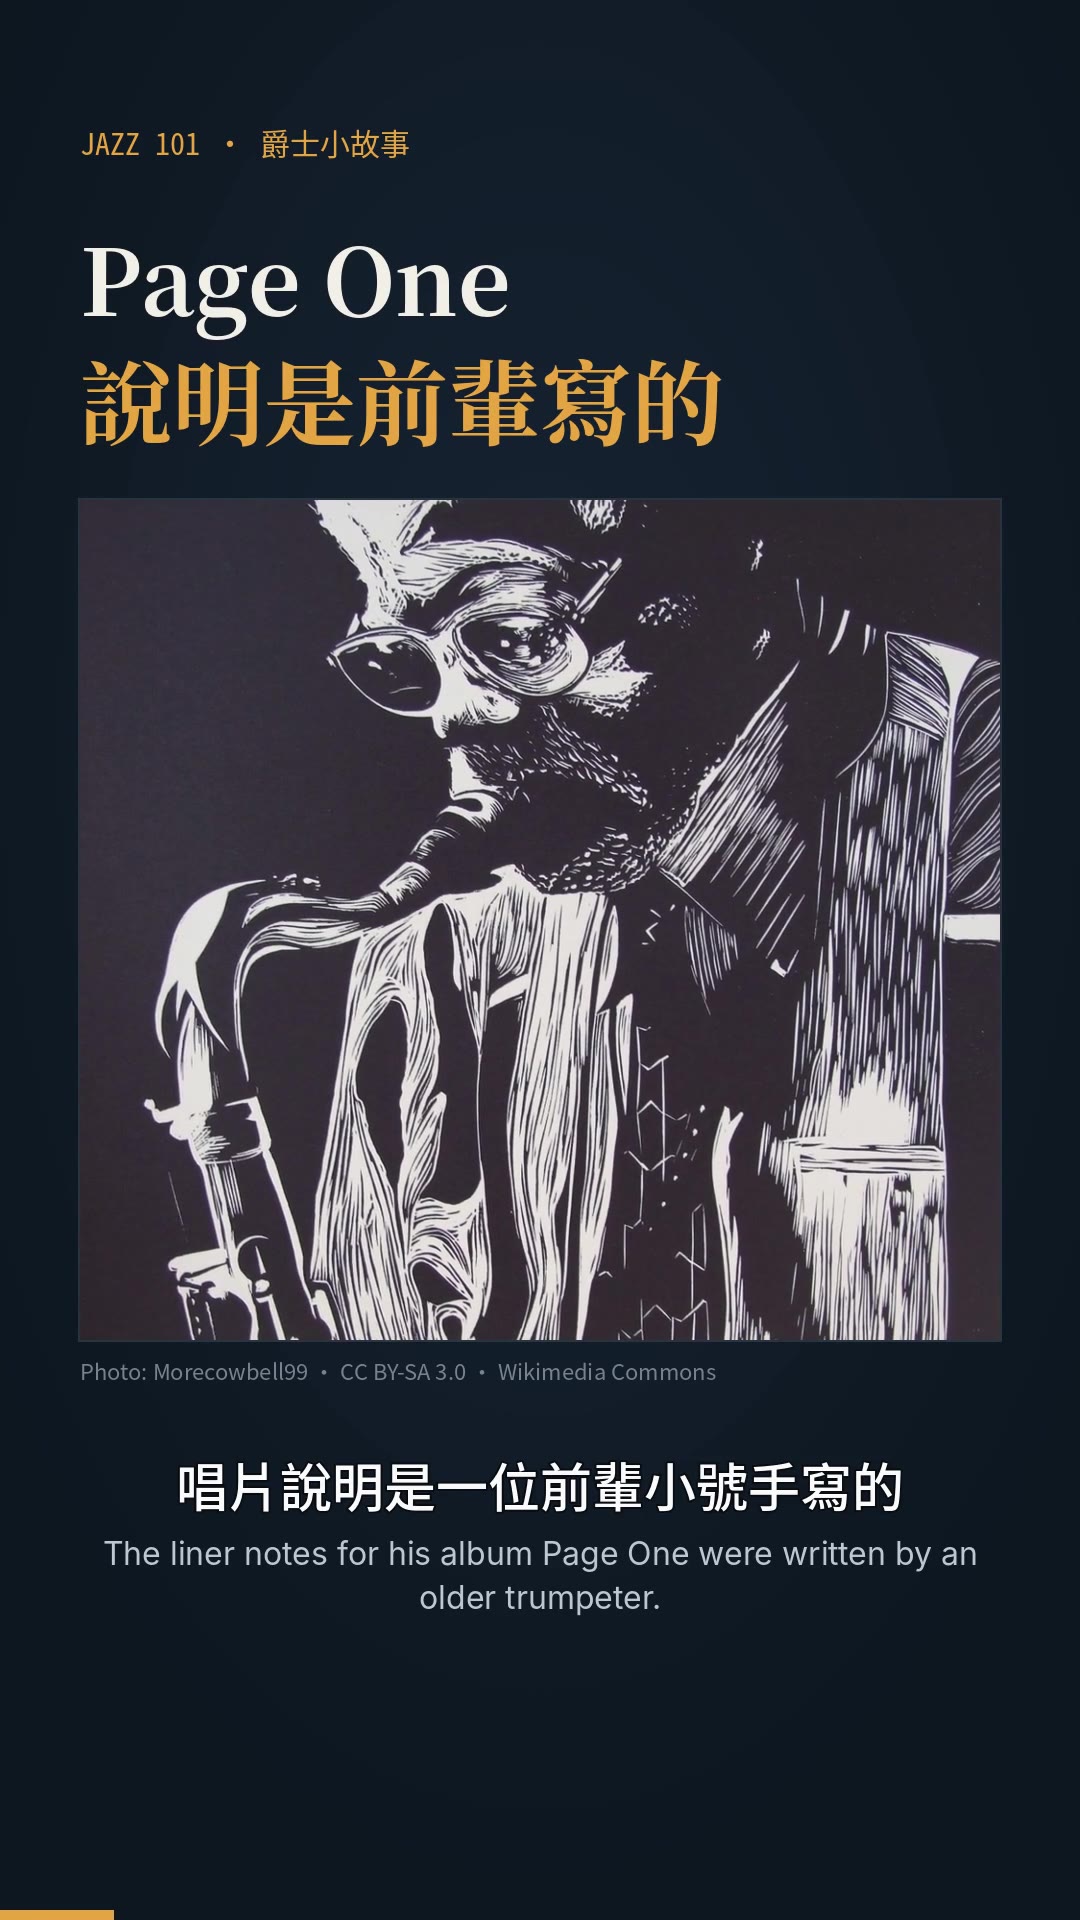 JAZZ 101 • 爵士小故事
Page One
說明是前輩寫的
Photo: Morecowbell99 • CC BY-SA 3.0 • Wikimedia Commons
唱片說明是一位前輩小號手寫的
The liner notes for his album Page One were written by an
older trumpeter.